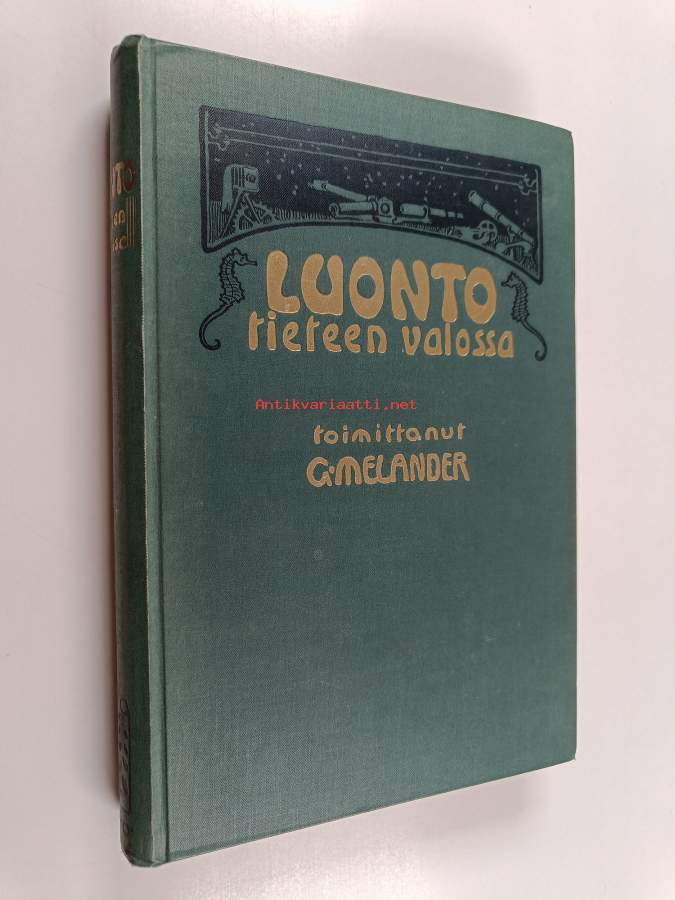 LUONTO
tieteen valossa
Antikvariaatti.net
toimittanut
G. MELANDER